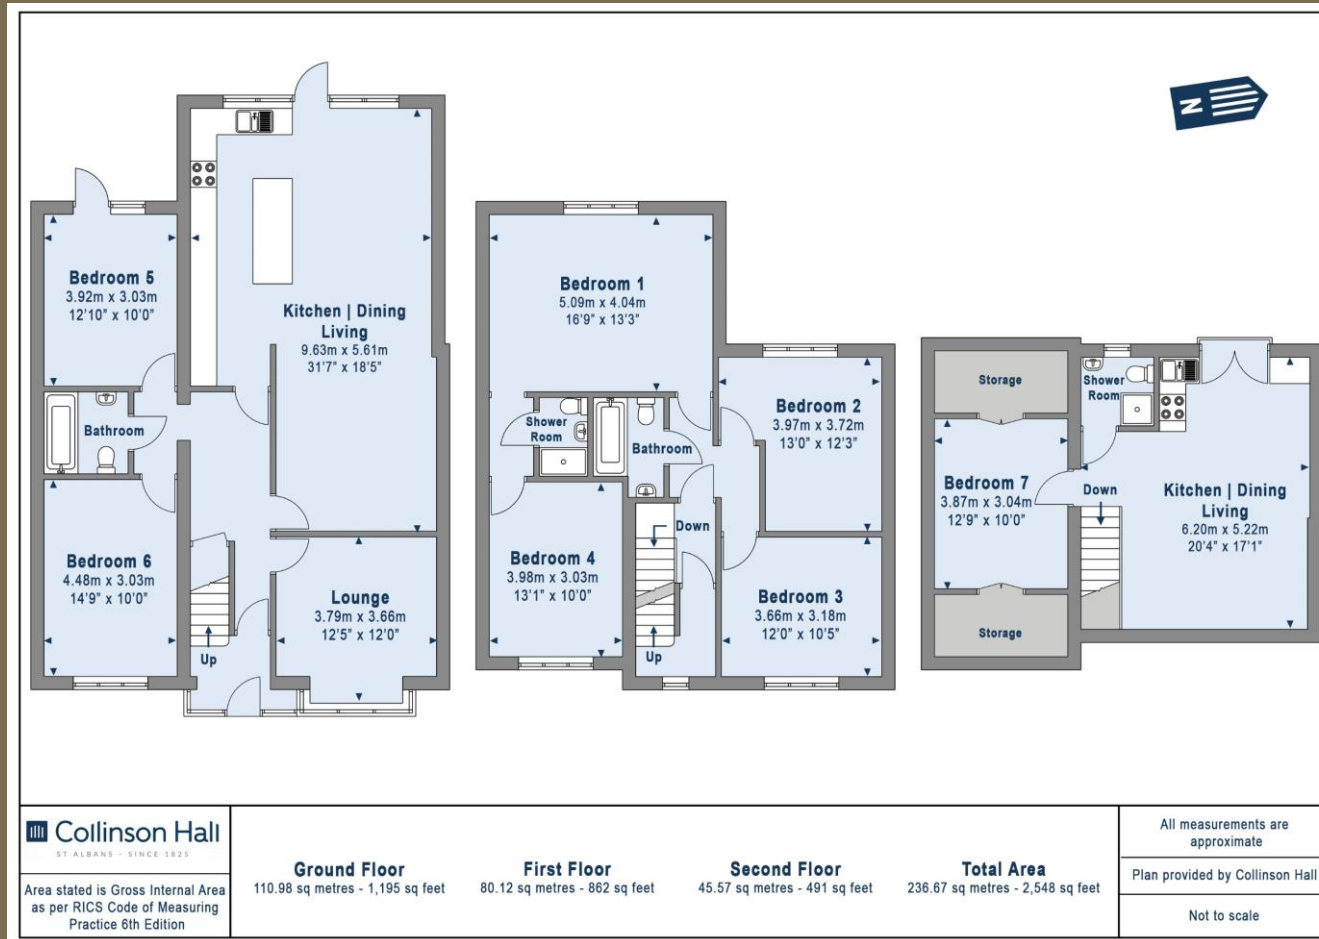 N
Bedroom 5
3.92m x 3.03m
12'10" x 10'0"
Kitchen | Dining
Living
9.63m x 5.61m
31'7" x 18'5"
Bathroom
Bedroom 6
4.48m x 3.03m
14'9" x 10'0"
Up
Lounge
3.79m x 3.66m
12'5" x 12'0"
Bedroom 1
5.09m x 4.04m
16'9" x 13'3"
Shower
Room
Bathroom
Bedroom 2
3.97m x 3.72m
13'0" x 12'3"
Down
Bedroom 4
3.98m x 3.03m
13'1" x 10'0"
Up
Bedroom 3
3.66m x 3.18m
12'0" x 10'5"
Storage
Shower
Room
Bedroom 7
3.87m x 3.04m
12'9" x 10'0"
Down
Kitchen | Dining
Living
6.20m x 5.22m
20'4" x 17'1"
Storage
Collinson Hall
ST ALBANS - SINCE 1825
Area stated is Gross Internal Area
as per RICS Code of Measuring
Practice 6th Edition
Ground Floor
110.98 sq metres - 1,195 sq feet
First Floor
80.12 sq metres - 862 sq feet
Second Floor
45.57 sq metres - 491 sq feet
Total Area
236.67 sq metres - 2,548 sq feet
All measurements are
approximate
Plan provided by Collinson Hall
Not to scale